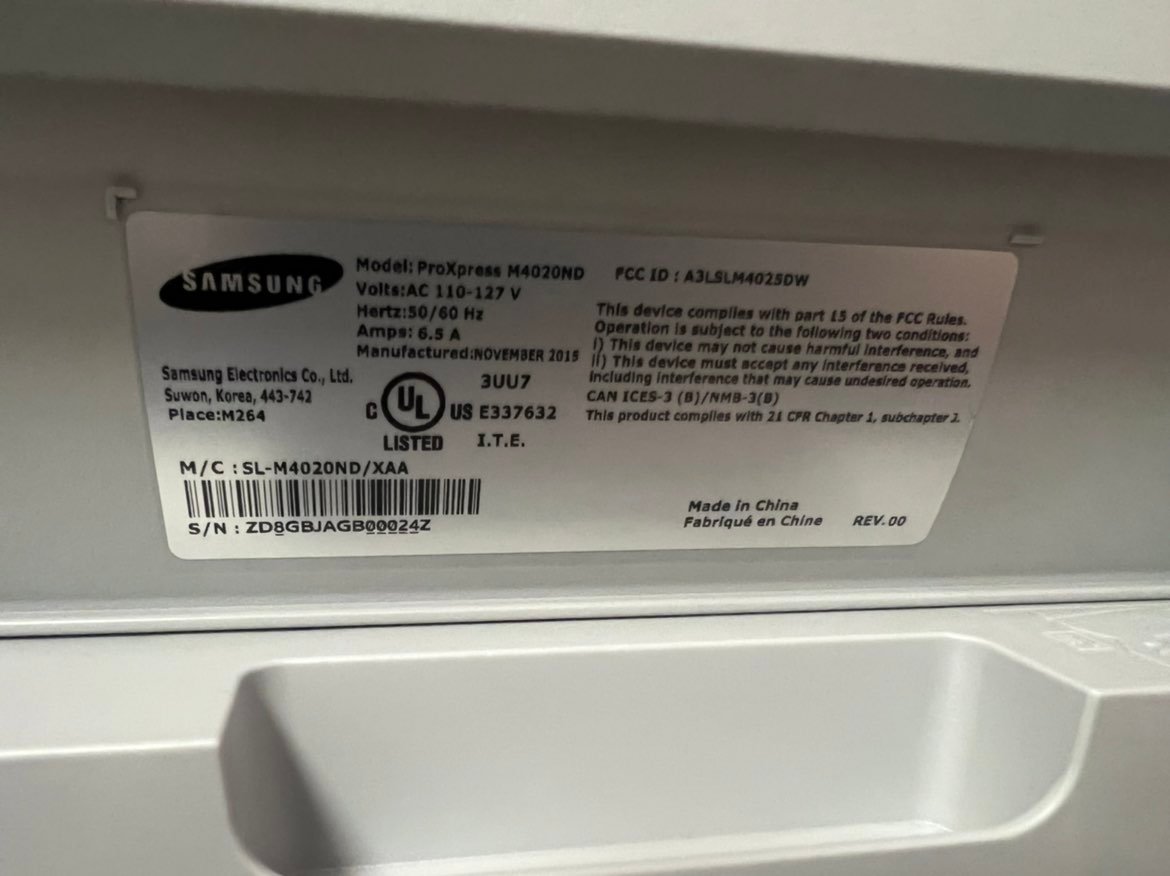 SAMSUNG
Model: ProXpress M4020ND
Volts:AC 110-127 V
Hertz:50/60 Hz
Amps: 6.5 A
Manufactured:NOVEMBER 2015
Samsung Electronics Co., Ltd.
Suwon, Korea, 443-742
Place:M264
C UL US
LISTED
3UU7
E337632
I.T.E.
M/C : SL-M4020ND/XAA
S/N : ZD8GBJAGB00024Z
FCC ID : A3LSLM4025DW
This device complies with part 15 of the FCC Rules.
Operation is subject to the following two conditions:
i) This device may not cause harmful interference, and
ii) This device must accept any interference received,
including interference that may cause undesired operation.
CAN ICES-3 (B)/NMB-3(B)
This product complies with 21 CFR Chapter 1, subchapter J.
Made in China
Fabriqué en Chine
REV.00